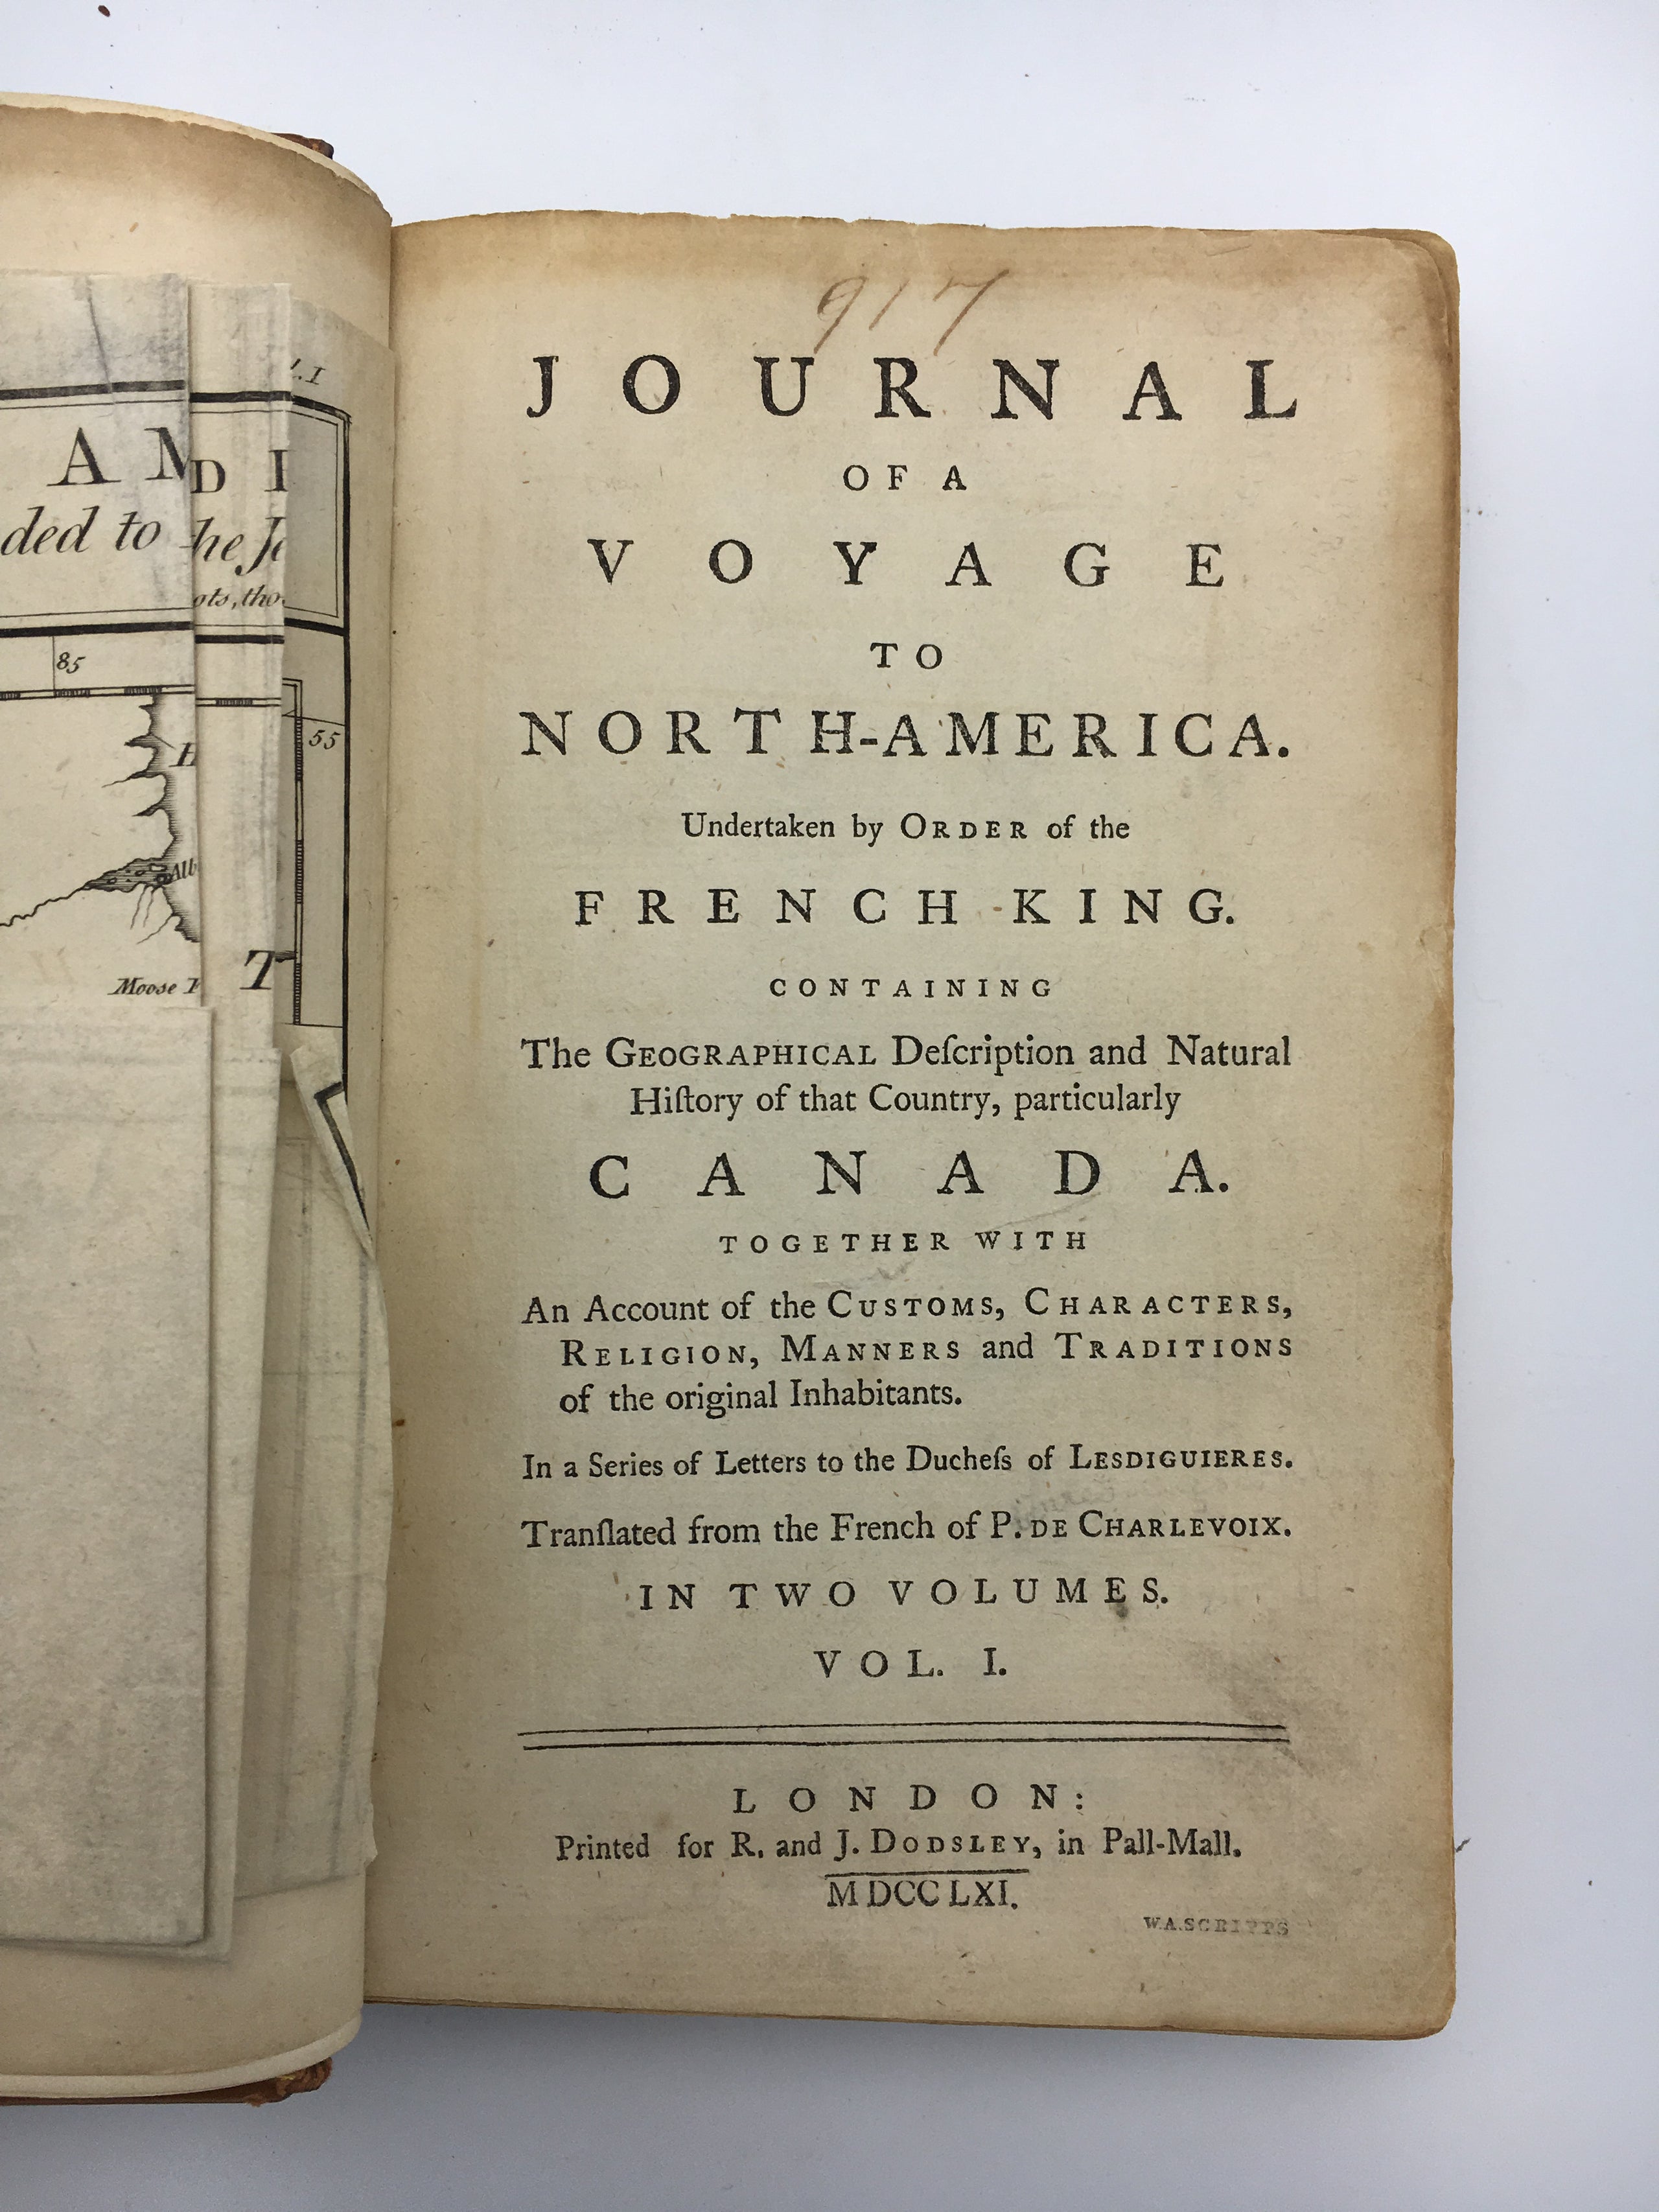 917
JOURNAL
OF A
VOYAGE
TO
NORTH-AMERICA.
Undertaken by ORDER of the
FRENCH KING.
CONTAINING
The GEOGRAPHICAL Deſcription and Natural
Hiſtory of that Country, particularly
CANADA.
TOGETHER WITH
An Account of the CUSTOMS, CHARACTERS,
RELIGION, MANNERS and TRADITIONS
of the original Inhabitants.
In a Series of Letters to the Ducheſs of LESDIGUIERES.
Tranſlated from the French of P. DE CHARLEVOIX.
IN TWO VOLUMES.
VOL. I.
LONDON:
Printed for R. and J. DODSLEY, in Pall-Mall.
MDCCLXI.
W.A.SCRIPPS
ded to
85
55
Moose